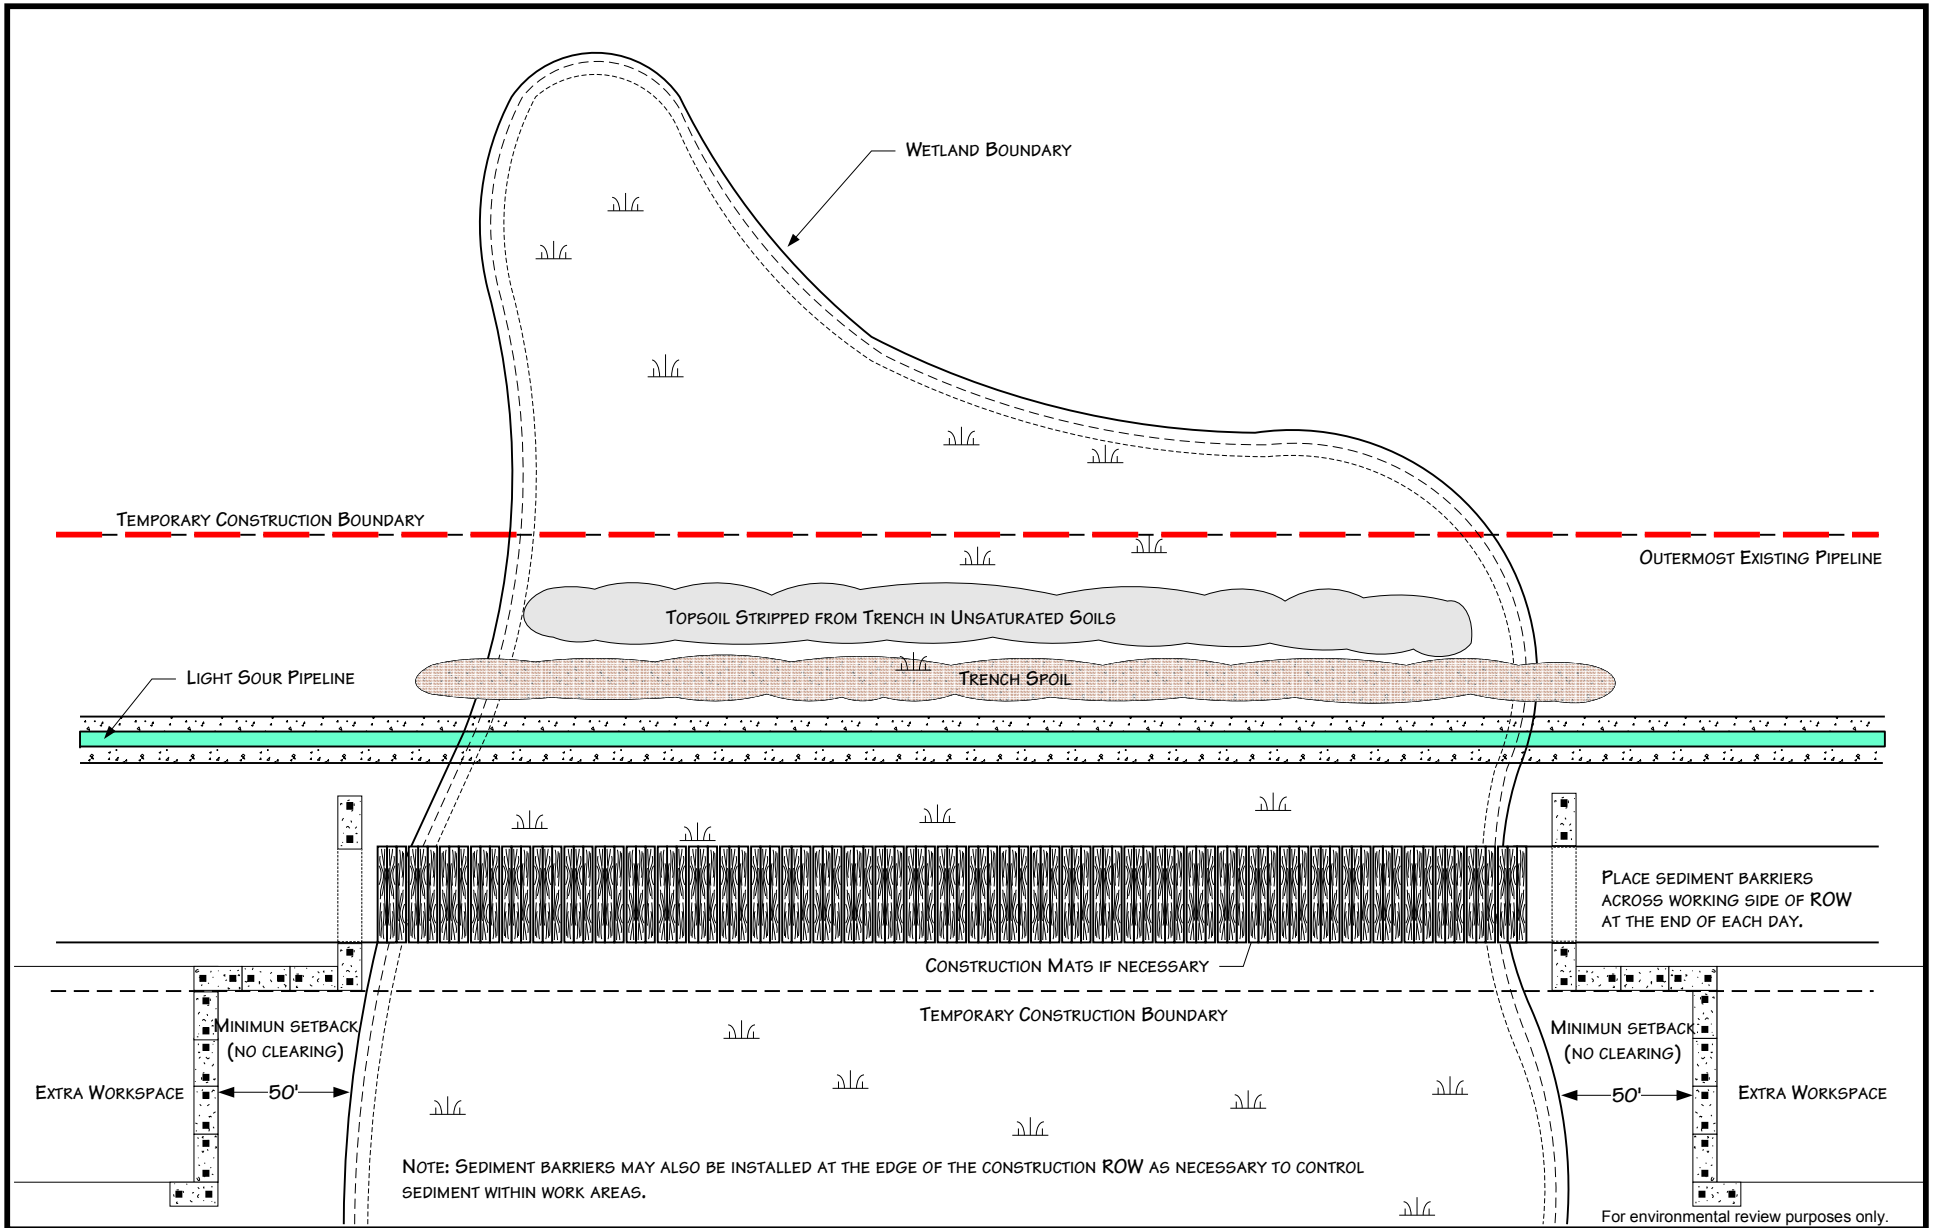 Wetland Boundary
Temporary Construction Boundary
Outermost Existing Pipeline
Topsoil Stripped from Trench in Unsaturated Soils
Light Sour Pipeline
Trench Spoil
Place sediment barriers
across working side of ROW
at the end of each day.
Construction Mats if necessary
Temporary Construction Boundary
Minimun setback
(no clearing)
Minimun setback
(no clearing)
Extra Workspace
50'
50'
Extra Workspace
Note: Sediment barriers may also be installed at the edge of the construction ROW as necessary to control
sediment within work areas.
For environmental review purposes only.